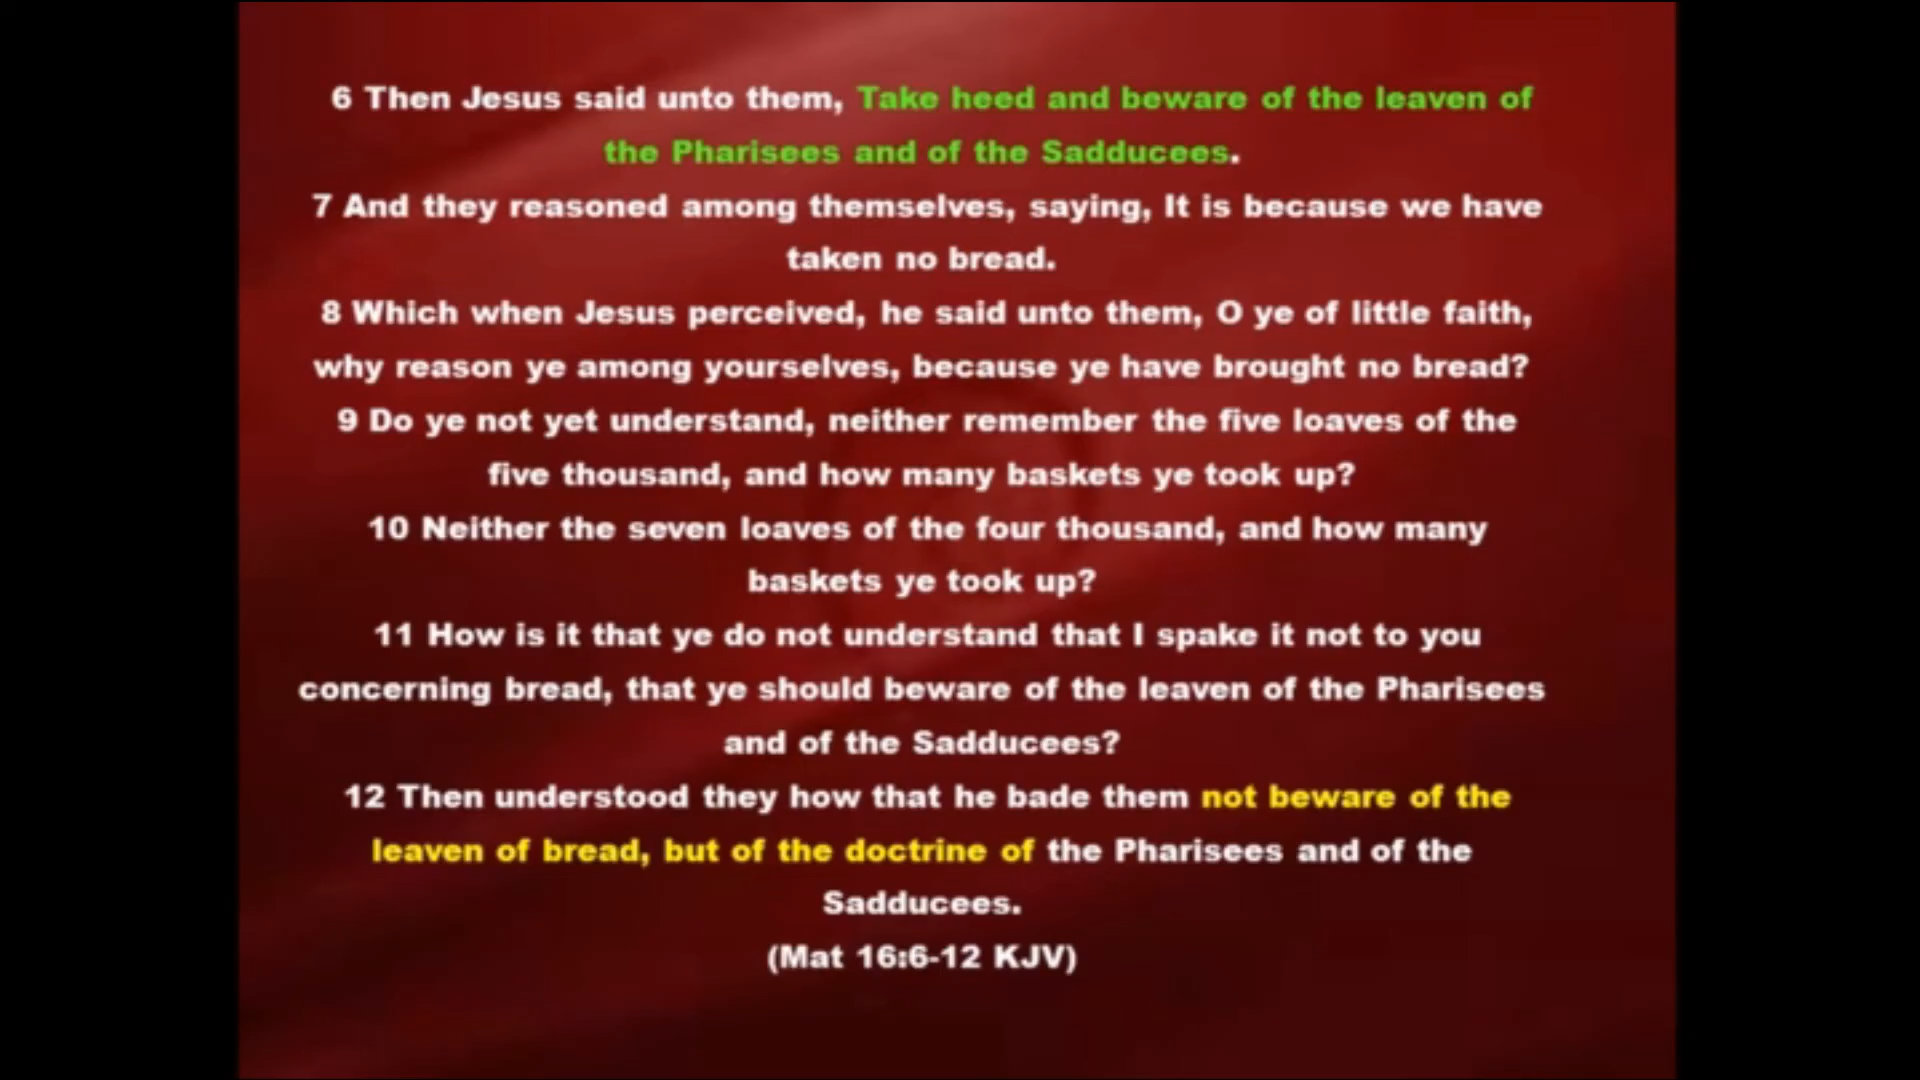 6 Then Jesus said unto them, Take heed and beware of the leaven of
the Pharisees and of the Sadducees.
7 And they reasoned among themselves, saying, It is because we have
taken no bread.
8 Which when Jesus perceived, he said unto them, O ye of little faith,
why reason ye among yourselves, because ye have brought no bread?
9 Do ye not yet understand, neither remember the five loaves of the
five thousand, and how many baskets ye took up?
10 Neither the seven loaves of the four thousand, and how many
baskets ye took up?
11 How is it that ye do not understand that I spake it not to you
concerning bread, that ye should beware of the leaven of the Pharisees
and of the Sadducees?
12 Then understood they how that he bade them not beware of the
leaven of bread, but of the doctrine of the Pharisees and of the
Sadducees.
(Mat 16:6-12 KJV)